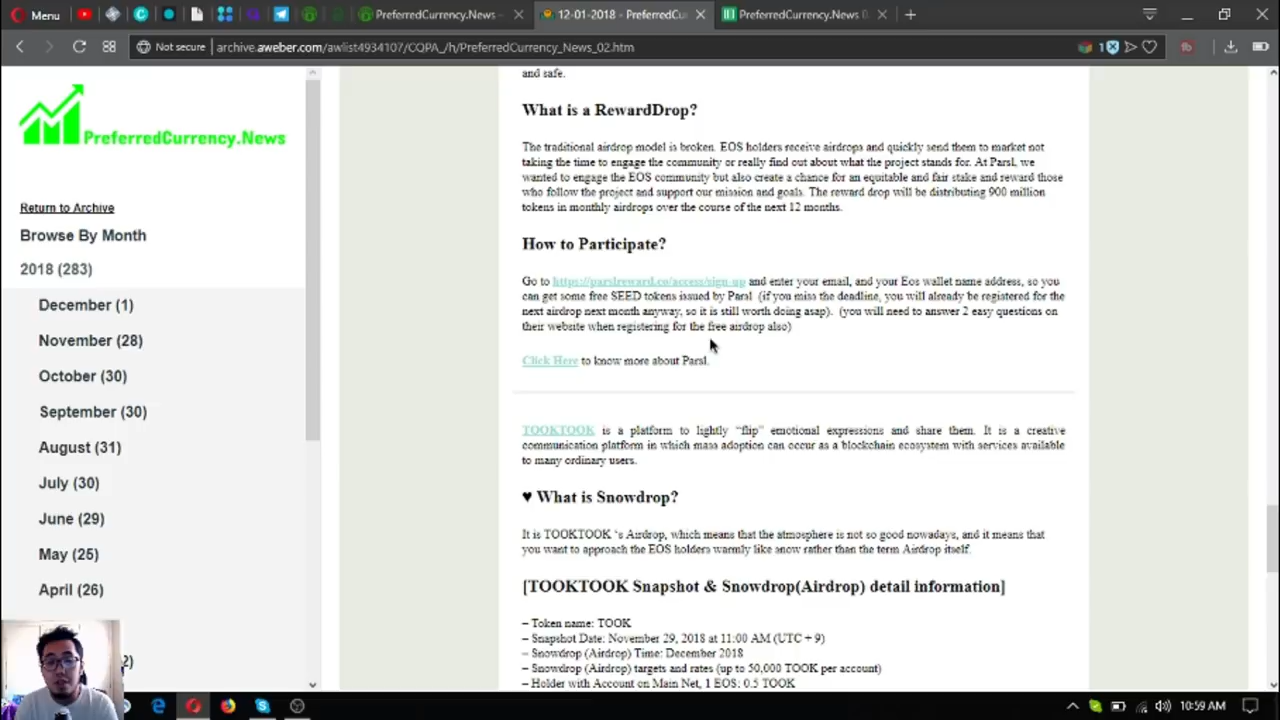 Menu
PreferredCurrency.News –
12-01-2018 - PreferredCu
PreferredCurrency.News
Not secure
archive.aweber.com/awlist4934107/CQPA_/h/PreferredCurrency_News_02.htm
1
PreferredCurrency.News
Return to Archive
Browse By Month
2018 (283)
December (1)
November (28)
October (30)
September (30)
August (31)
July (30)
June (29)
May (25)
April (26)
and safe.
What is a RewardDrop?
The traditional airdrop model is broken. EOS holders receive airdrops and quickly send them to market not
taking the time to engage the community or really find out about what the project stands for. At Parsl, we
wanted to engage the EOS community but also create a chance for an equitable and fair stake and reward those
who follow the project and support our mission and goals. The reward drop will be distributing 900 million
tokens in monthly airdrops over the course of the next 12 months.
How to Participate?
Go to https://parslreward.co/access/sign-up and enter your email, and your Eos wallet name address, so you
can get some free SEED tokens issued by Parsl (if you miss the deadline, you will already be registered for the
next airdrop next month anyway, so it is still worth doing asap). (you will need to answer 2 easy questions on
their website when registering for the free airdrop also)
Click Here to know more about Parsl.
TOOKTOOK is a platform to lightly “flip” emotional expressions and share them. It is a creative
communication platform in which mass adoption can occur as a blockchain ecosystem with services available
to many ordinary users.
♥ What is Snowdrop?
It is TOOKTOOK ‘s Airdrop, which means that the atmosphere is not so good nowadays, and it means that
you want to approach the EOS holders warmly like snow rather than the term Airdrop itself.
[TOOKTOOK Snapshot & Snowdrop(Airdrop) detail information]
– Token name: TOOK
– Snapshot Date: November 29, 2018 at 11:00 AM (UTC + 9)
– Snowdrop (Airdrop) Time: December 2018
– Snowdrop (Airdrop) targets and rates (up to 50,000 TOOK per account)
– Holder with Account on Main Net, 1 EOS: 0.5 TOOK
10:59 AM